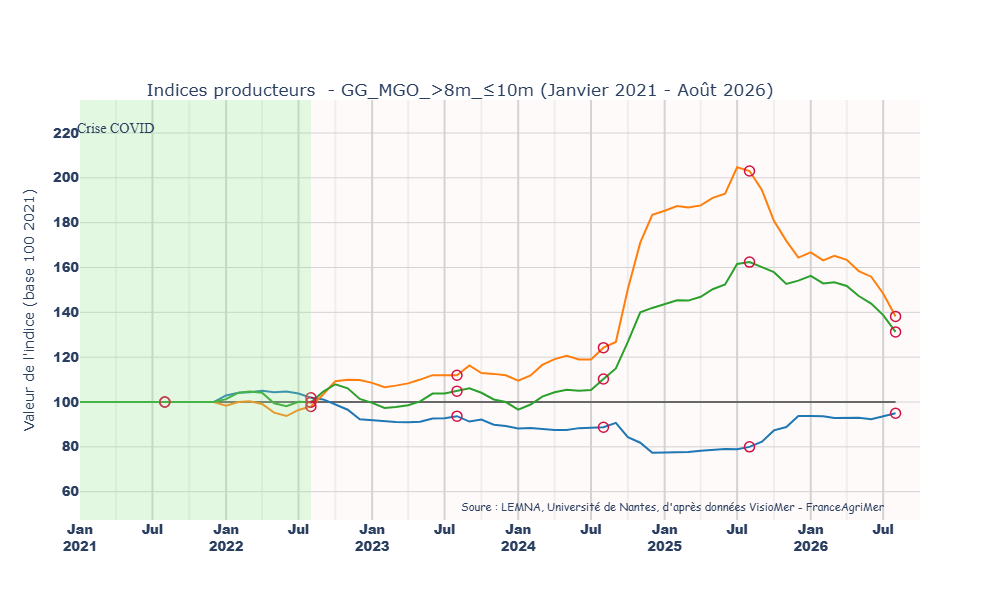 Indices producteurs - GG_MGO_>8m_≤10m (Janvier 2021 - Août 2026)
Crise COVID
220
200
180
160
140
120
100
80
60
Valeur de l'indice (base 100 2021)
Soure : LEMNA, Université de Nantes, d'après données VisioMer - FranceAgriMer
Jan Jul Jan Jul Jan Jul Jan Jul Jan Jul Jan Jul
2021 2022 2023 2024 2025 2026